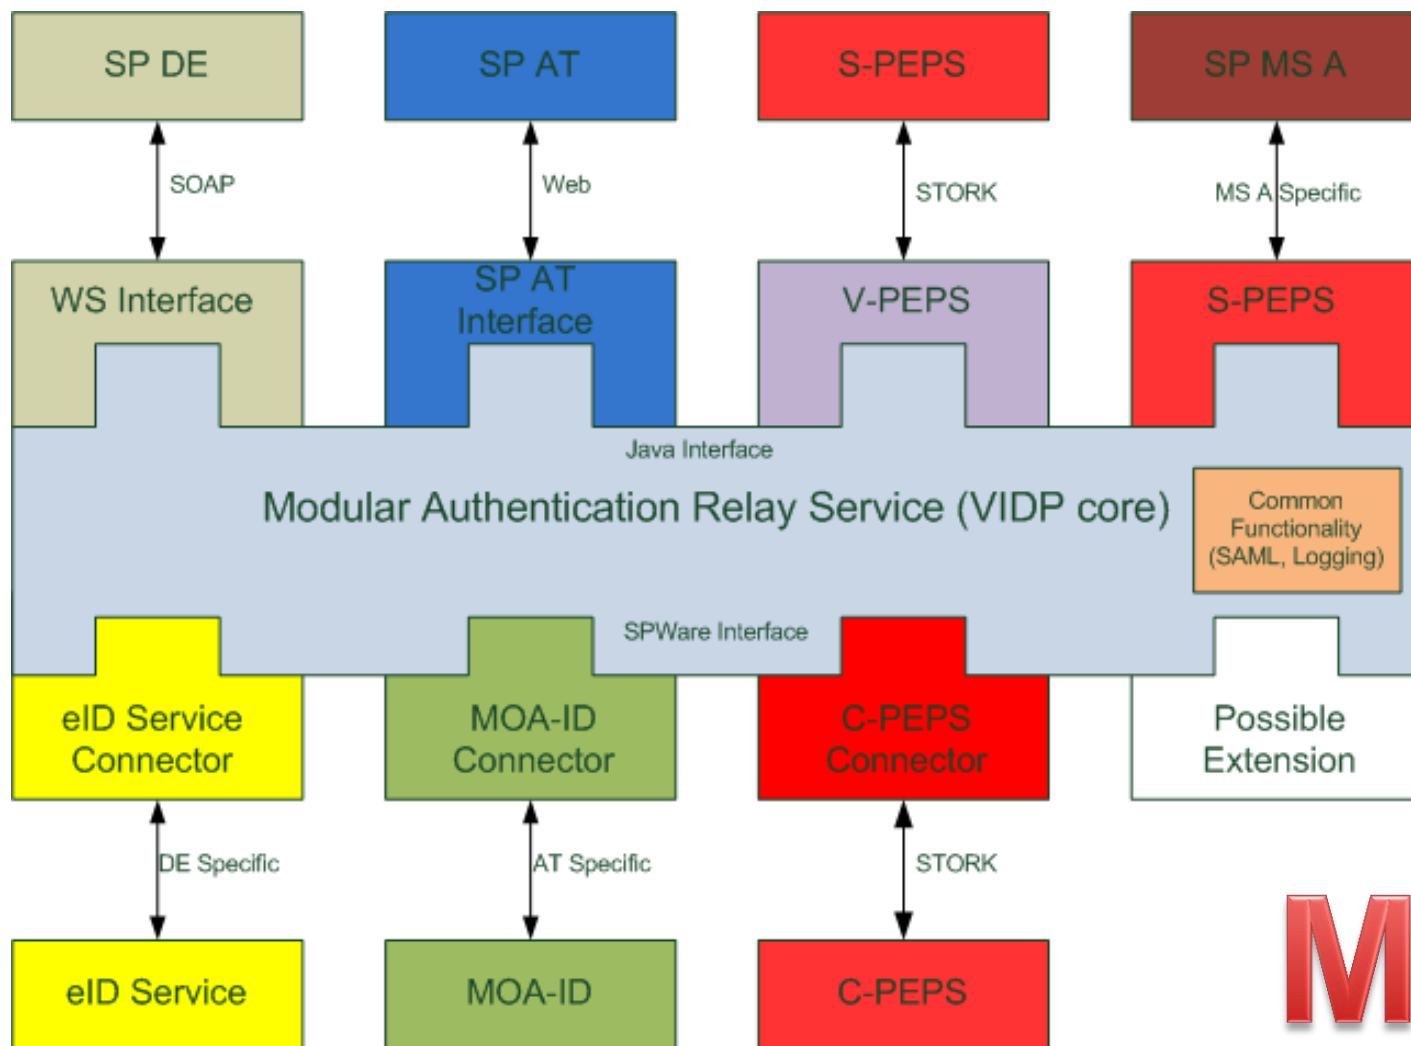 SP DE
SP AT
S-PEPS
SP MS A
SOAP
Web
STORK
MS A Specific
WS Interface
SP AT
Interface
V-PEPS
S-PEPS
Java Interface
Modular Authentication Relay Service (VIDP core)
Common
Functionality
(SAML, Logging)
SPWare Interface
eID Service
Connector
MOA-ID
Connector
C-PEPS
Connector
Possible
Extension
DE Specific
AT Specific
STORK
eID Service
MOA-ID
C-PEPS
M